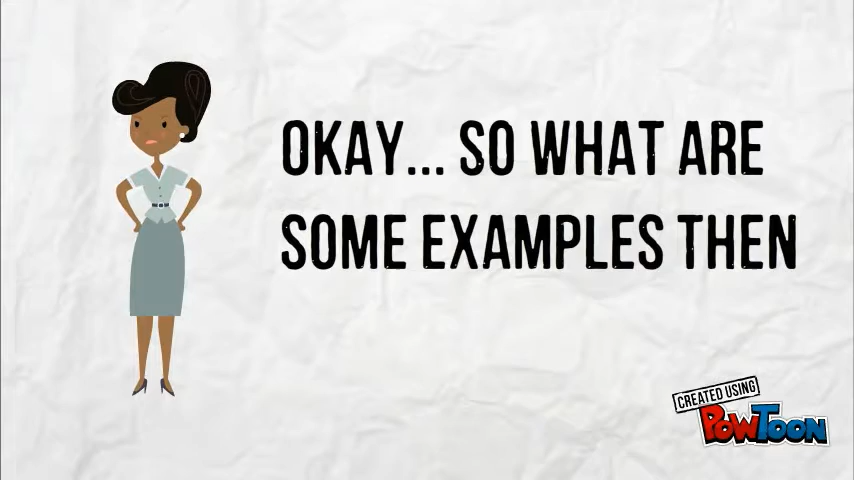 OKAY... SO WHAT ARE
SOME EXAMPLES THEN
CREATED USING
POWTOON